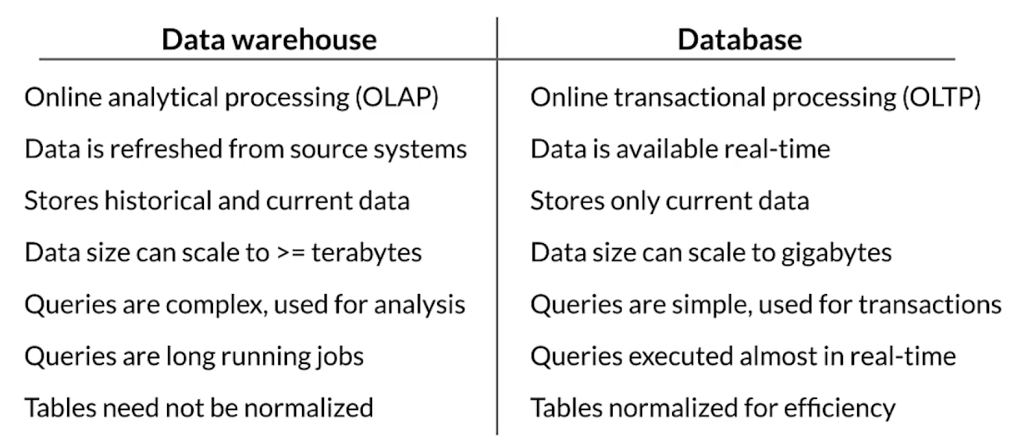 Data warehouse Database
Online analytical processing (OLAP) Online transactional processing (OLTP)
Data is refreshed from source systems Data is available real-time
Stores historical and current data Stores only current data
Data size can scale to >= terabytes Data size can scale to gigabytes
Queries are complex, used for analysis Queries are simple, used for transactions
Queries are long running jobs Queries executed almost in real-time
Tables need not be normalized Tables normalized for efficiency